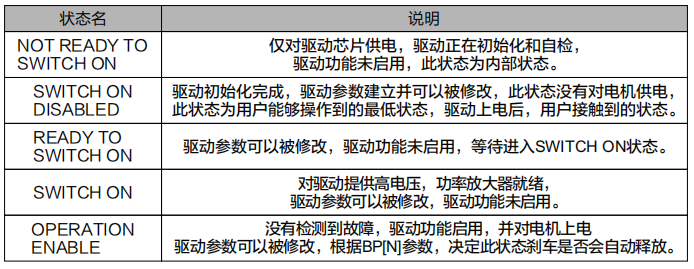 状态名
说明
NOT READY TO
SWITCH ON
仅对驱动芯片供电，驱动正在初始化和自检，
驱动功能未启用，此状态为内部状态。
SWITCH ON
DISABLED
驱动初始化完成，驱动参数建立并可以被修改，此状态没有对电机供电，
此状态为用户能够操作到的最低状态，驱动上电后，用户接触到的状态。
READY TO
SWITCH ON
驱动参数可以被修改，驱动功能未启用，等待进入SWITCH ON状态。
SWITCH ON
对驱动提供高电压，功率放大器就绪，
驱动参数可以被修改，驱动功能未启用。
OPERATION
ENABLE
没有检测到故障，驱动功能启用，并对电机上电
驱动参数可以被修改，根据BP[N]参数，决定此状态刹车是否会自动释放。